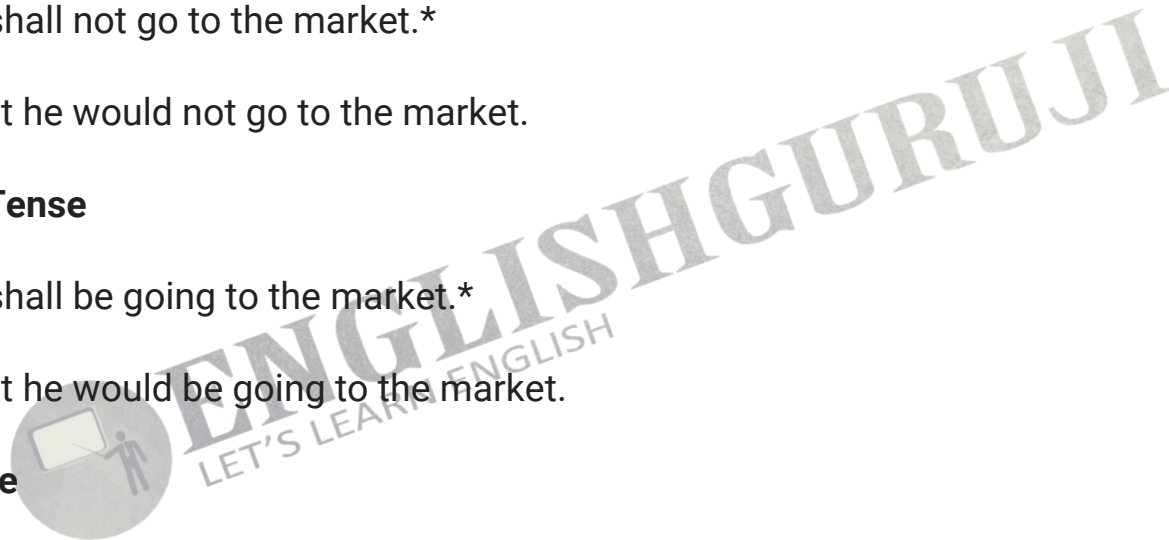 shall not go to the market.*
t he would not go to the market.
Tense
shall be going to the market.*
t he would be going to the market.
e
ENGLISHGURUJI
LET'S LEARN ENGLISH